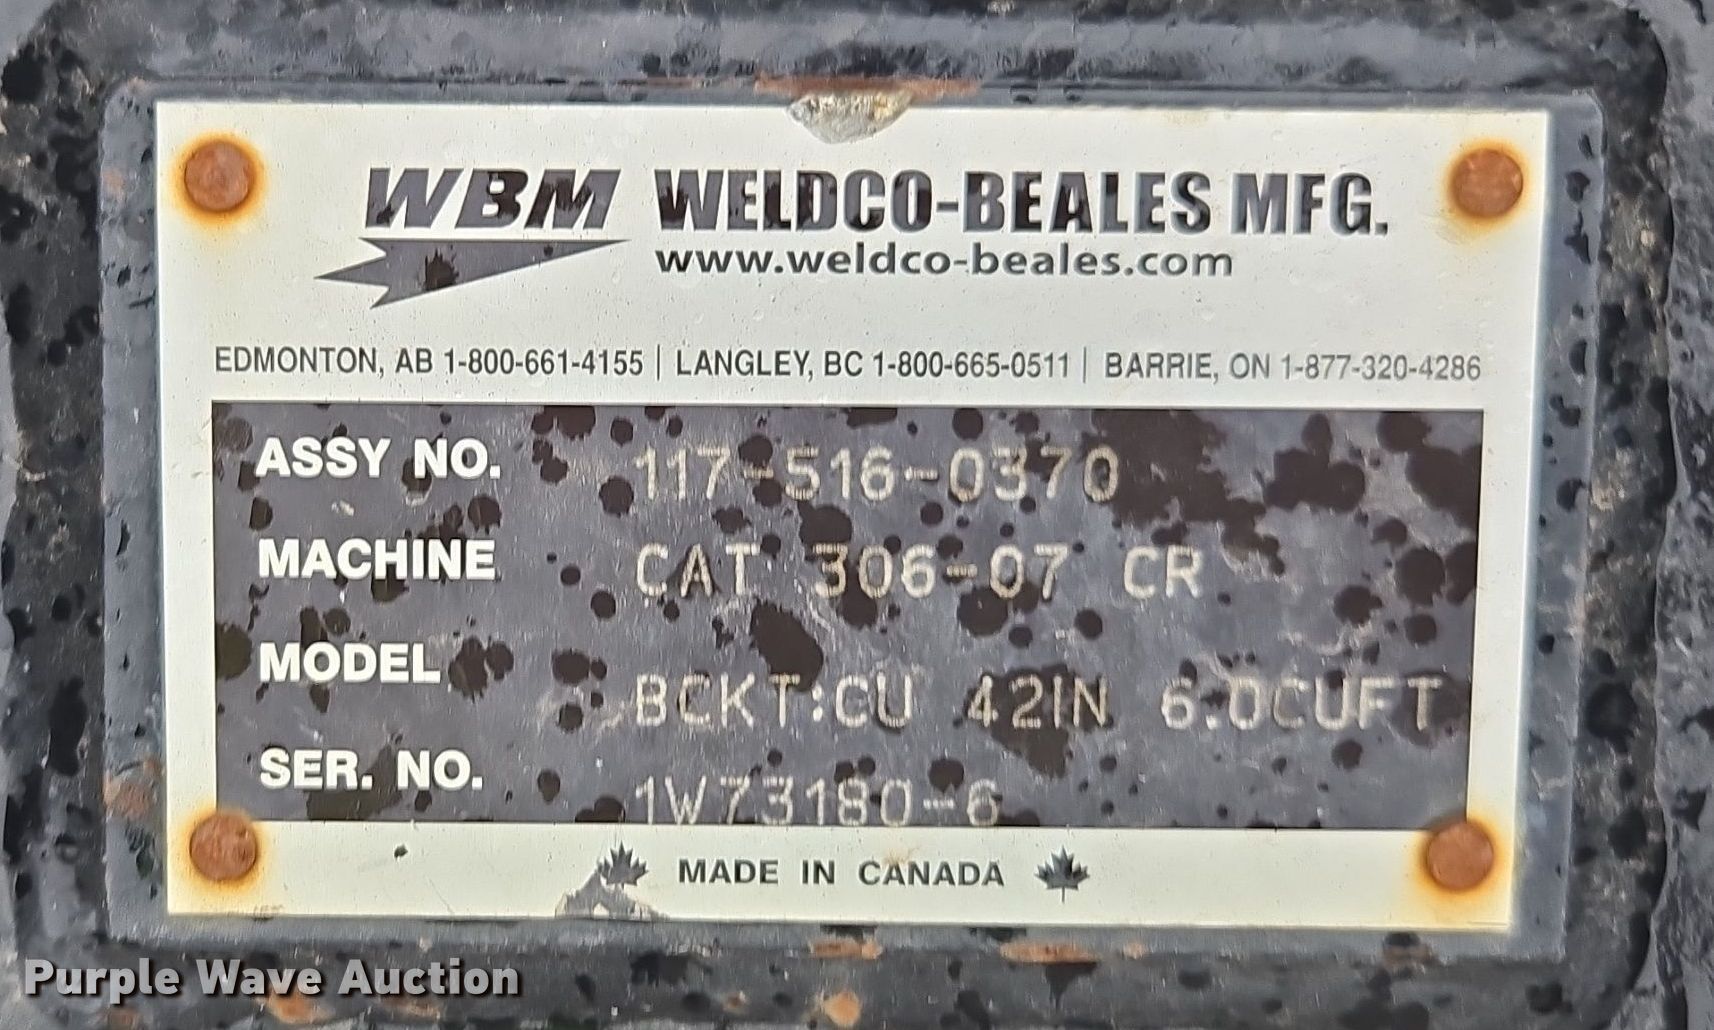 WBM WELDCO-BEALES MFG.
www.weldco-beales.com
EDMONTON, AB 1-800-661-4155 | LANGLEY, BC 1-800-665-0511 | BARRIE, ON 1-877-320-4286
ASSY NO. 117-516-0370
MACHINE CAT 306-07 CR
MODEL BCKT:CU 42IN 6.0CUFT
SER. NO. 1W73180-6
MADE IN CANADA
Purple Wave Auction